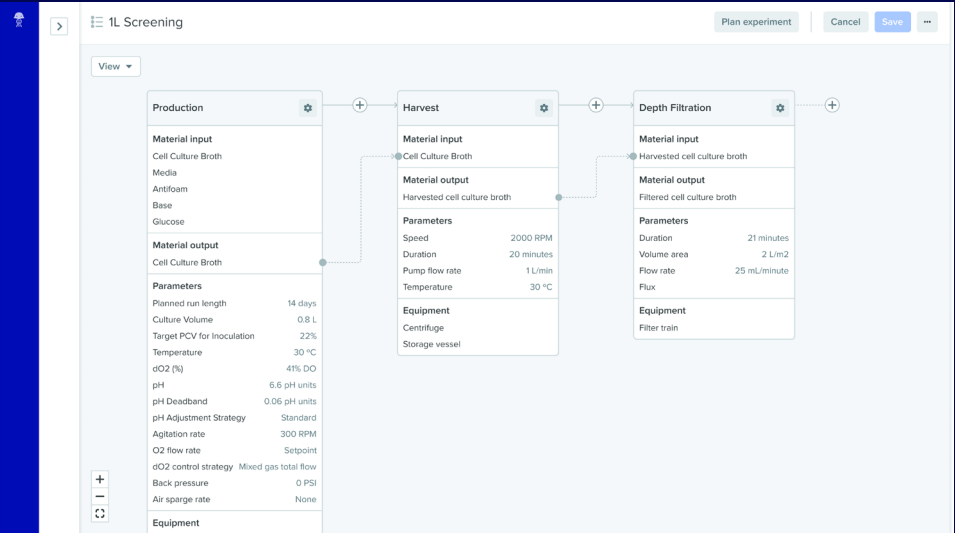 1L Screening
Plan experiment
Cancel
Save
View
Production
Material input
Cell Culture Broth
Media
Antifoam
Base
Glucose
Material output
Cell Culture Broth
Parameters
Planned run length 14 days
Culture Volume 0.8 L
Target PCV for Inoculation 22%
Temperature 30 ºC
dO2 (%) 41% DO
pH 6.6 pH units
pH Deadband 0.06 pH units
pH Adjustment Strategy Standard
Agitation rate 300 RPM
O2 flow rate Setpoint
dO2 control strategy Mixed gas total flow
Back pressure 0 PSI
Air sparge rate None
Equipment
Harvest
Material input
Cell Culture Broth
Material output
Harvested cell culture broth
Parameters
Speed 2000 RPM
Duration 20 minutes
Pump flow rate 1 L/min
Temperature 30 ºC
Equipment
Centrifuge
Storage vessel
Depth Filtration
Material input
Harvested cell culture broth
Material output
Filtered cell culture broth
Parameters
Duration 21 minutes
Volume area 2 L/m2
Flow rate 25 mL/minute
Flux
Equipment
Filter train